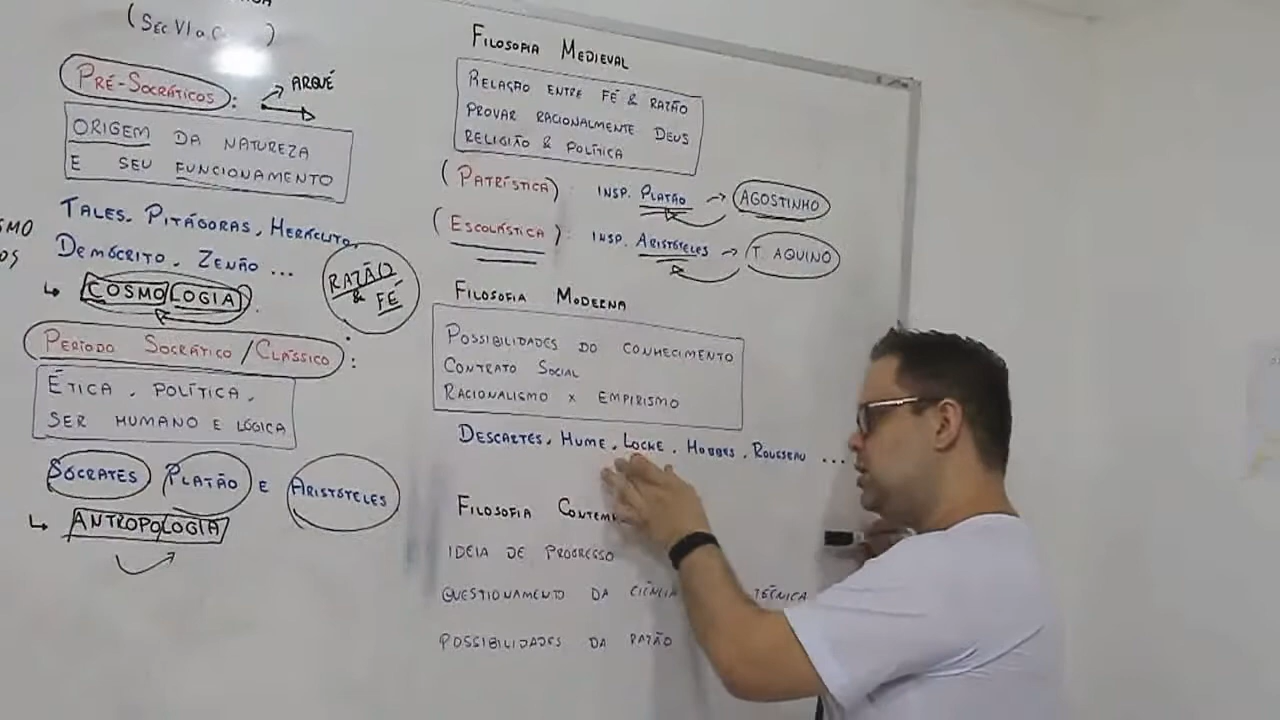 (Séc VI a.C )
PRÉ-SOCRÁTICOS : ARQUÉ
ORIGEM DA NATUREZA
E SEU FUNCIONAMENTO
TALES, PITÁGORAS, HERÁCLITO,
DEMÓCRITO, ZENÃO ...
COSMOLOGIA
RAZÃO
& FÉ
PERÍODO SOCRÁTICO / CLÁSSICO :
ÉTICA, POLÍTICA,
SER HUMANO E LÓGICA
SÓCRATES PLATÃO E ARISTÓTELES
ANTROPOLOGIA
FILOSOFIA MEDIEVAL
RELAÇÃO ENTRE FÉ & RAZÃO
PROVAR RACIONALMENTE DEUS
RELIGIÃO & POLÍTICA
(PATRÍSTICA) : INSP. PLATÃO → AGOSTINHO
(ESCOLÁSTICA) : INSP. ARISTÓTELES → T. AQUINO
FILOSOFIA MODERNA
POSSIBILIDADES DO CONHECIMENTO
CONTRATO SOCIAL
RACIONALISMO X EMPIRISMO
DESCARTES, HUME, LOCKE, HOBBES, ROUSSEAU ...
FILOSOFIA CONTEM
IDEIA DE PROGRESSO
QUESTIONAMENTO DA CIÊNCIA TÉCNICA
POSSIBILIDADES DA RAZÃO